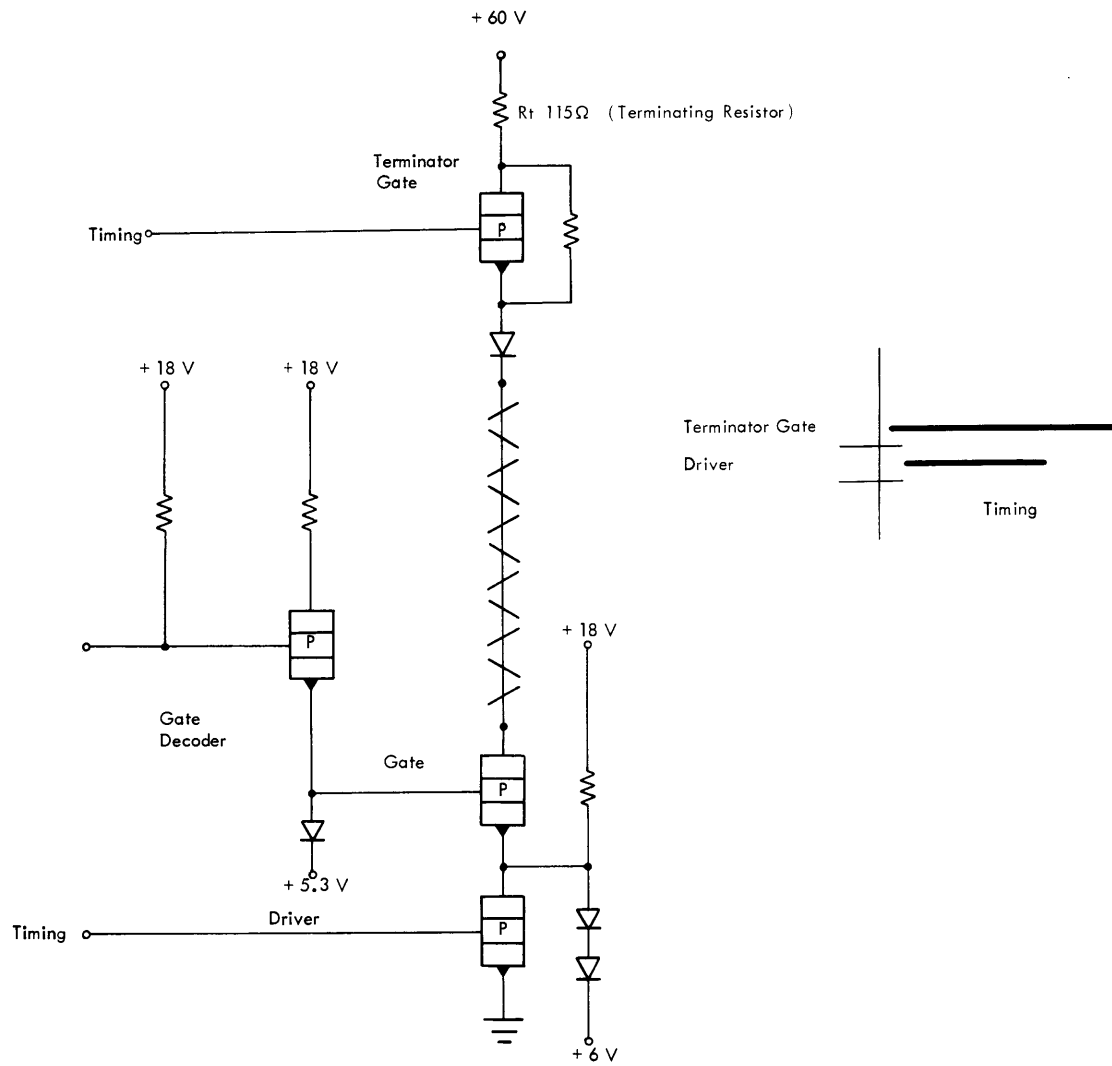 + 60 V
Rt 115Ω (Terminating Resistor)
Terminator
Gate
P
Timing
+ 18 V
+ 18 V
Terminator Gate
Driver
Timing
P
+ 18 V
Gate
Decoder
Gate
P
+ 5.3 V
Driver
P
Timing
+ 6 V